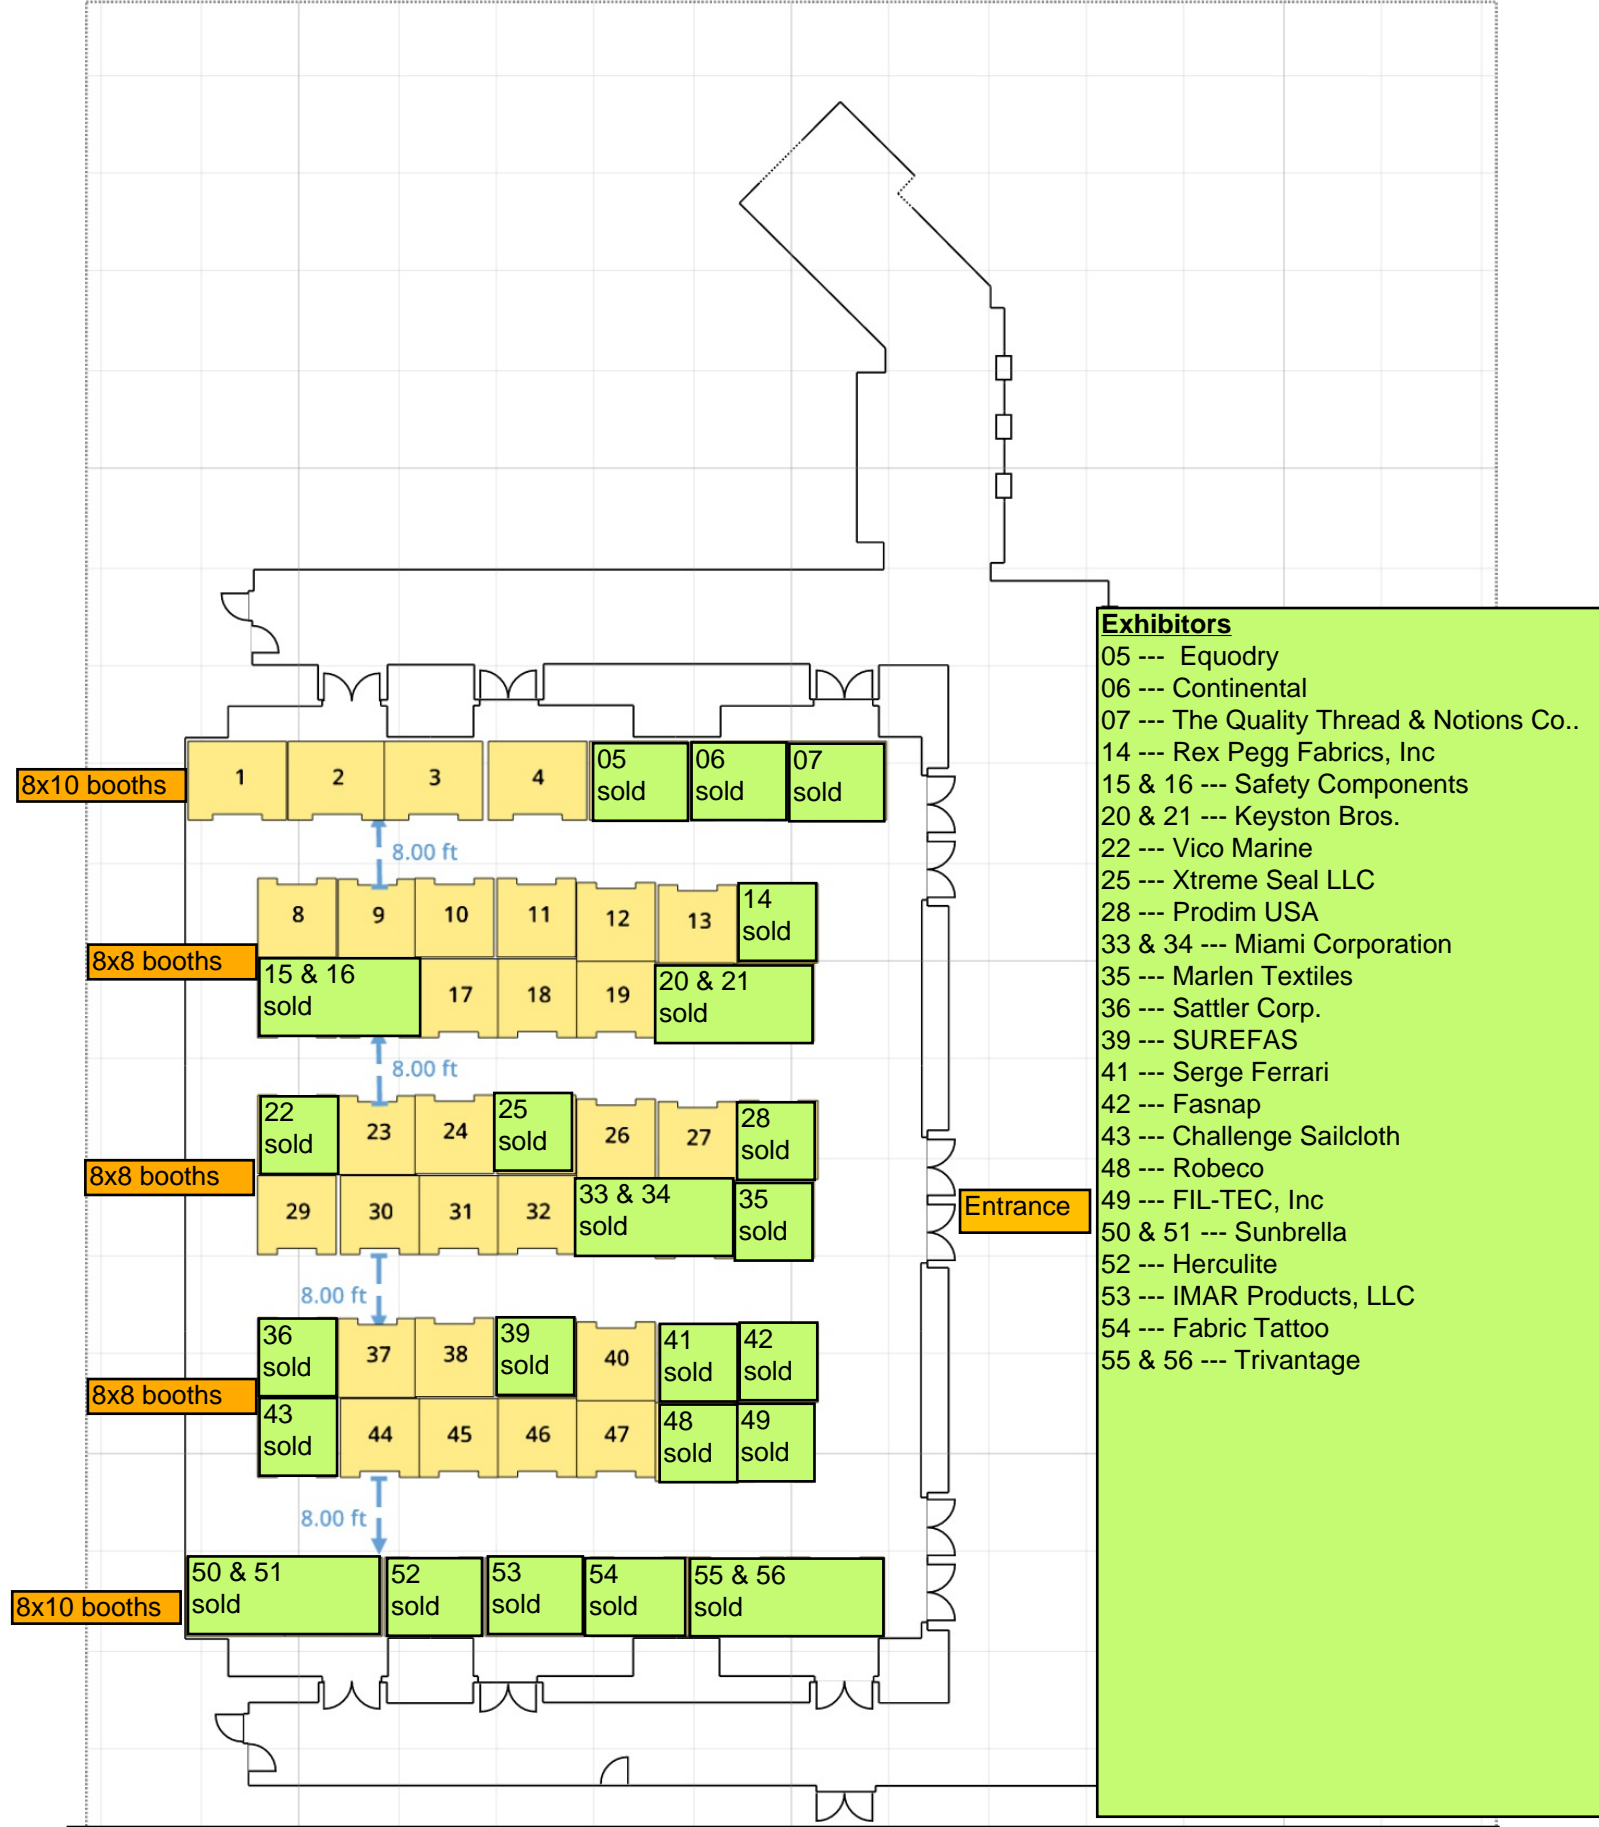 Exhibitors
05 --- Equodry
06 --- Continental
07 --- The Quality Thread & Notions Co..
14 --- Rex Pegg Fabrics, Inc
15 & 16 --- Safety Components
20 & 21 --- Keyston Bros.
22 --- Vico Marine
25 --- Xtreme Seal LLC
28 --- Prodim USA
33 & 34 --- Miami Corporation
35 --- Marlen Textiles
36 --- Sattler Corp.
39 --- SUREFAS
41 --- Serge Ferrari
42 --- Fasnap
43 --- Challenge Sailcloth
48 --- Robeco
49 --- FIL-TEC, Inc
50 & 51 --- Sunbrella
52 --- Herculite
53 --- IMAR Products, LLC
54 --- Fabric Tattoo
55 & 56 --- Trivantage
8x10 booths
1
2
3
4
05
sold
06
sold
07
sold
8.00 ft
8
9
10
11
12
13
14
sold
8x8 booths
15 & 16
sold
17
18
19
20 & 21
sold
8.00 ft
22
sold
23
24
25
sold
26
27
28
sold
8x8 booths
29
30
31
32
33 & 34
sold
35
sold
Entrance
8.00 ft
36
sold
37
38
39
sold
40
41
sold
42
sold
8x8 booths
43
sold
44
45
46
47
48
sold
49
sold
8.00 ft
50 & 51
sold
52
sold
53
sold
54
sold
55 & 56
sold
8x10 booths